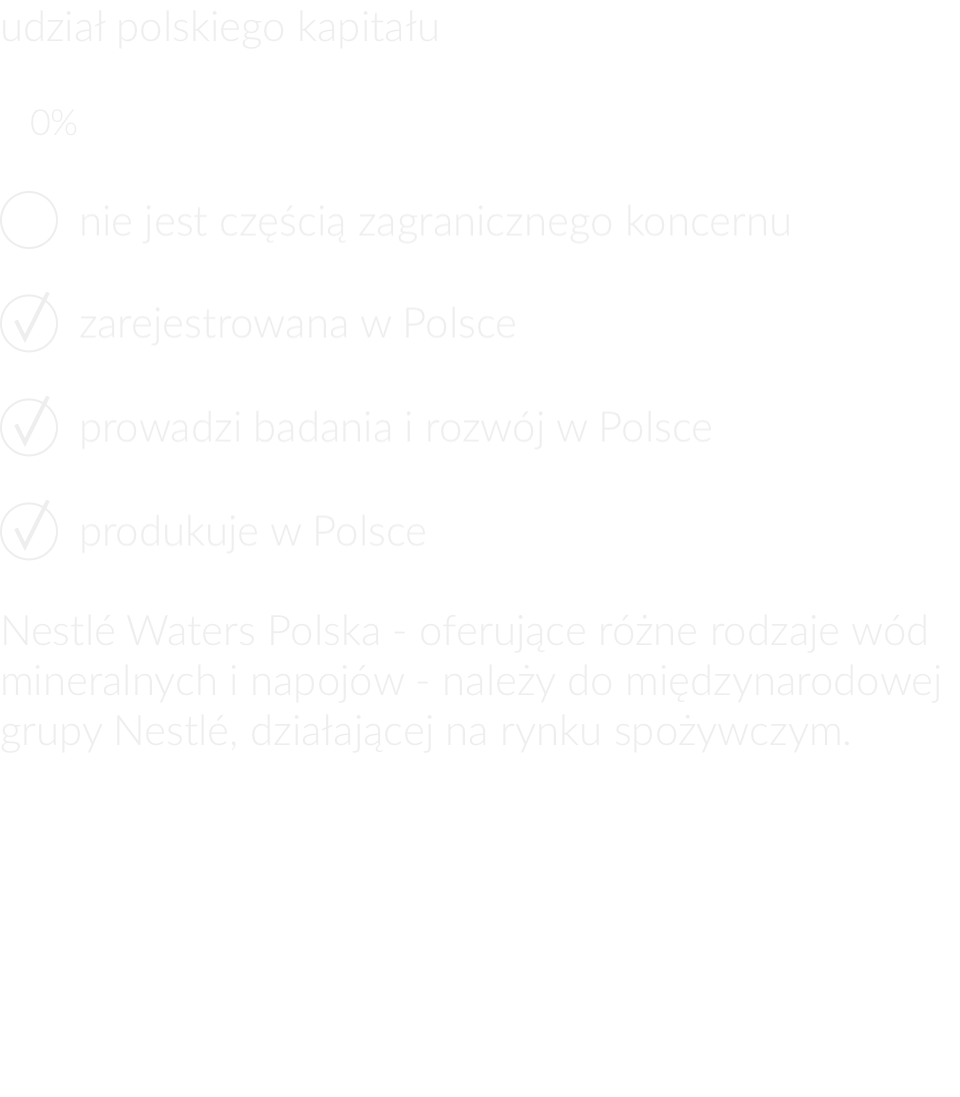 udział polskiego kapitału
0%
nie jest częścią zagranicznego koncernu
zarejestrowana w Polsce
prowadzi badania i rozwój w Polsce
produkuje w Polsce
Nestlé Waters Polska - oferujące różne rodzaje wód
mineralnych i napojów - należy do międzynarodowej
grupy Nestlé, działającej na rynku spożywczym.